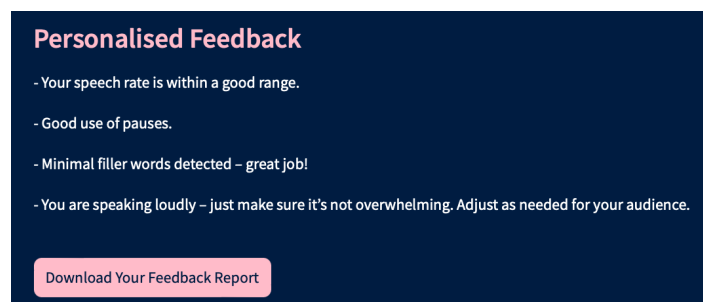 Personalised Feedback
- Your speech rate is within a good range.
- Good use of pauses.
- Minimal filler words detected – great job!
- You are speaking loudly – just make sure it’s not overwhelming. Adjust as needed for your audience.
Download Your Feedback Report